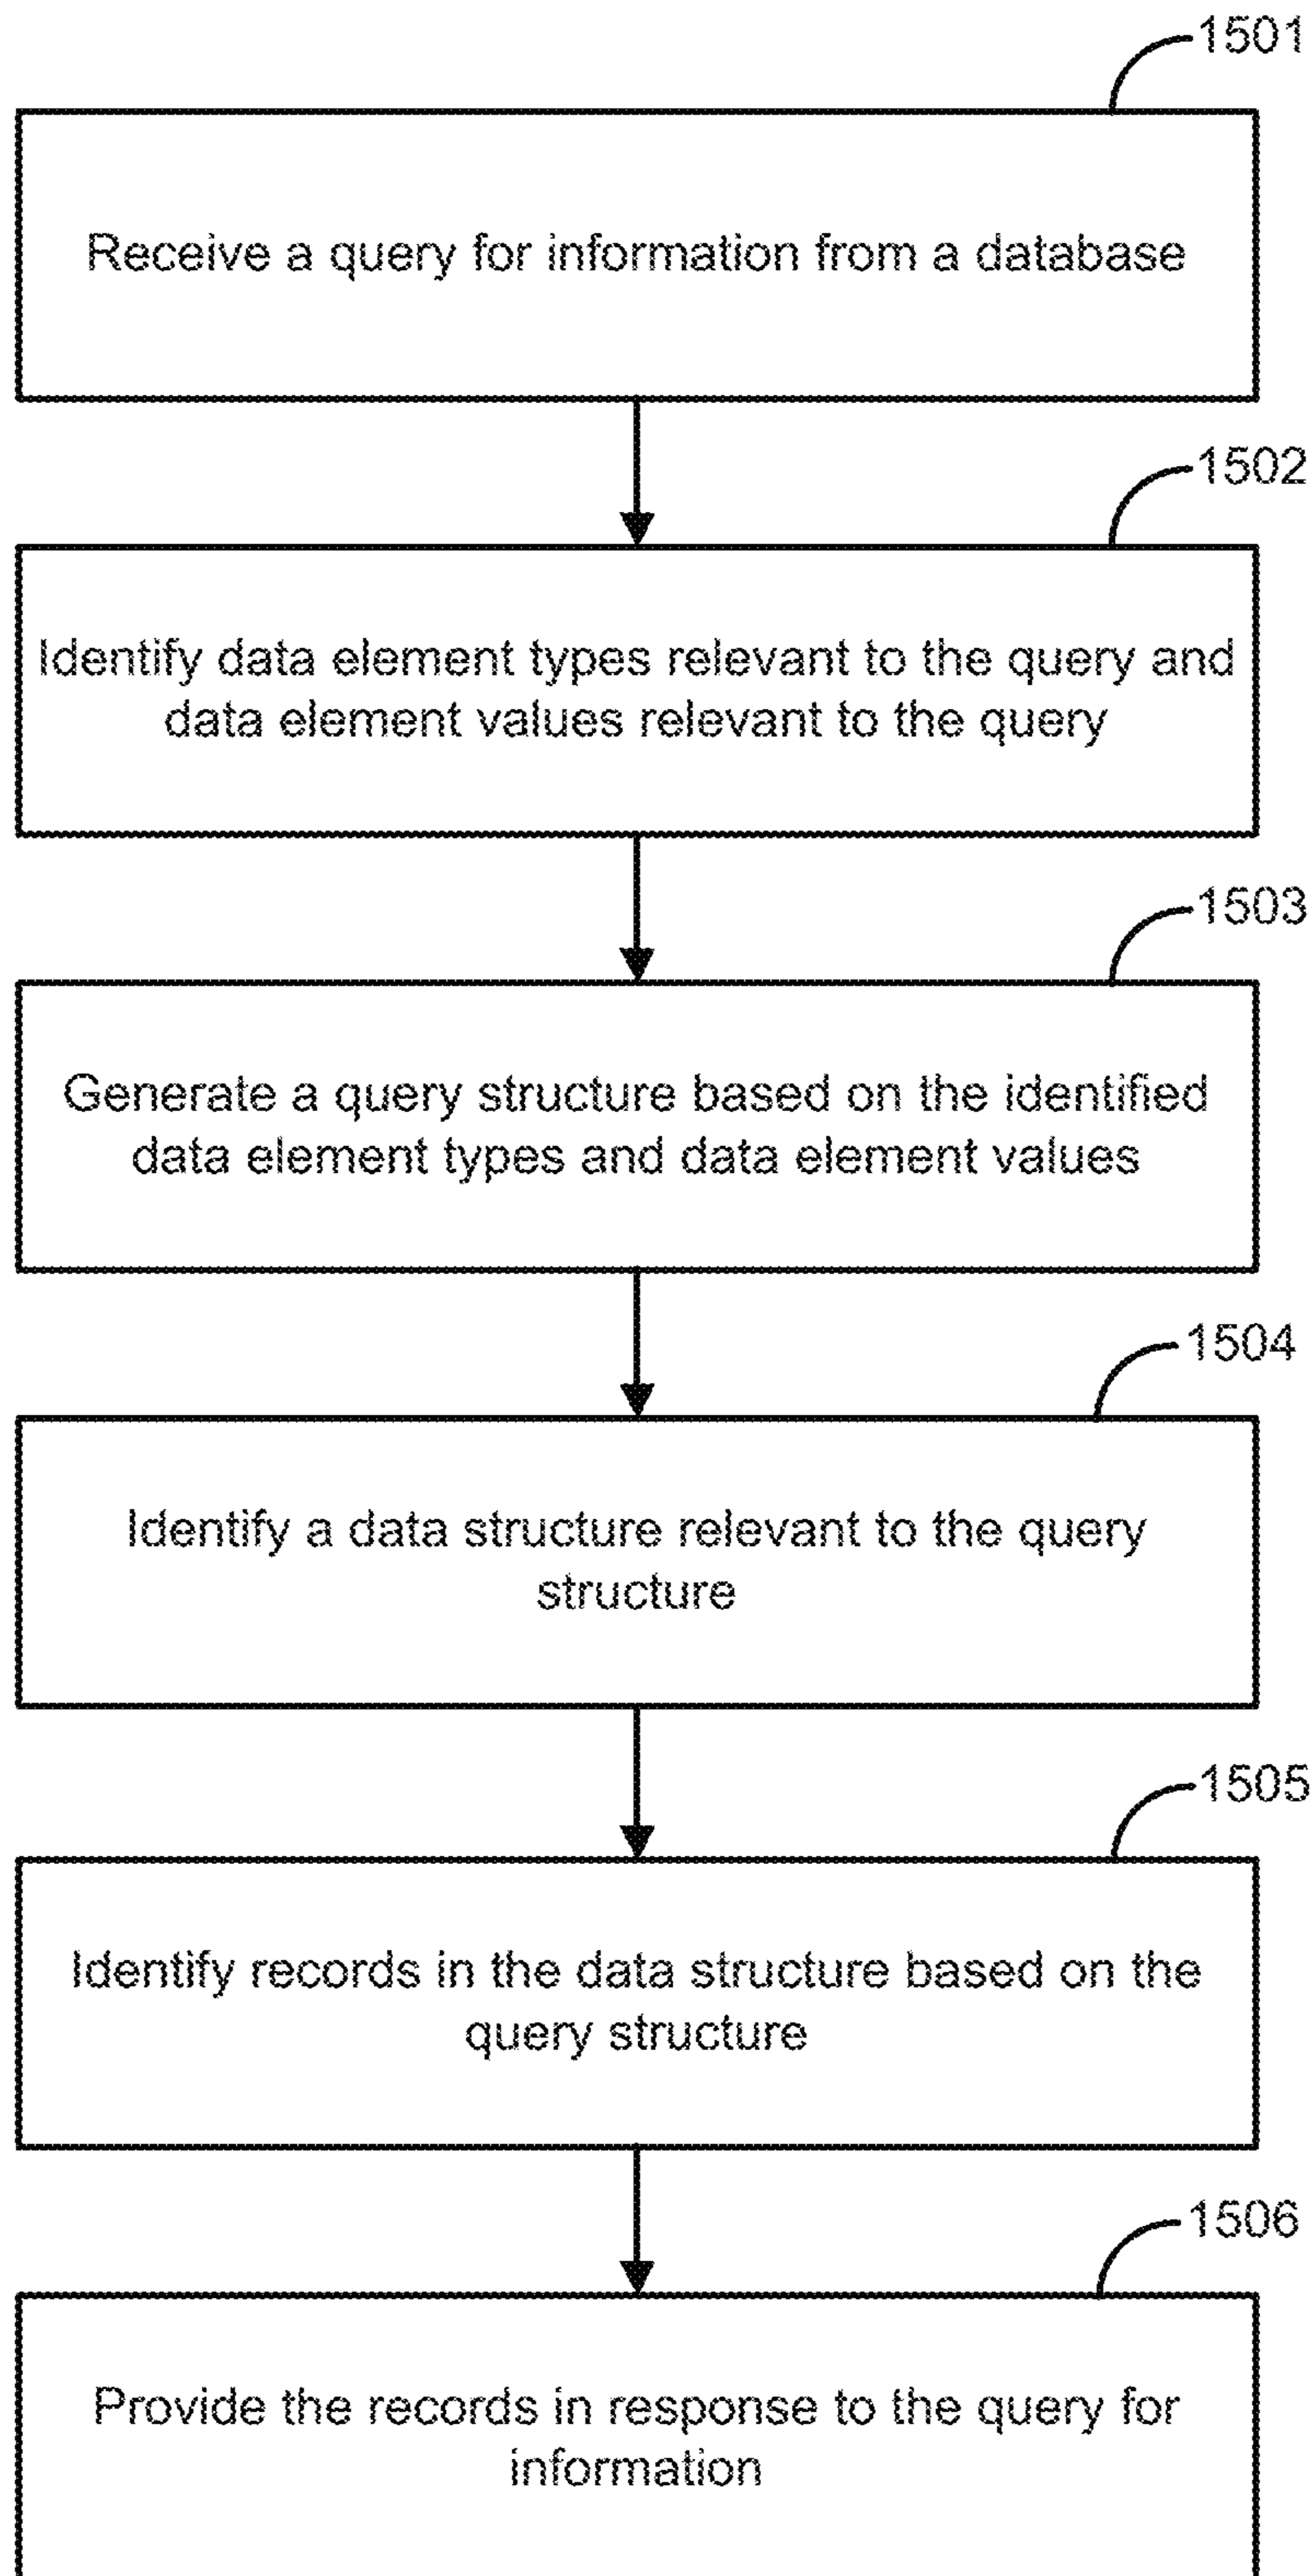 1501
Receive a query for information from a database
1502
Identify data element types relevant to the query and
data element values relevant to the query
1503
Generate a query structure based on the identified
data element types and data element values
1504
Identify a data structure relevant to the query
structure
1505
Identify records in the data structure based on the
query structure
1506
Provide the records in response to the query for
information